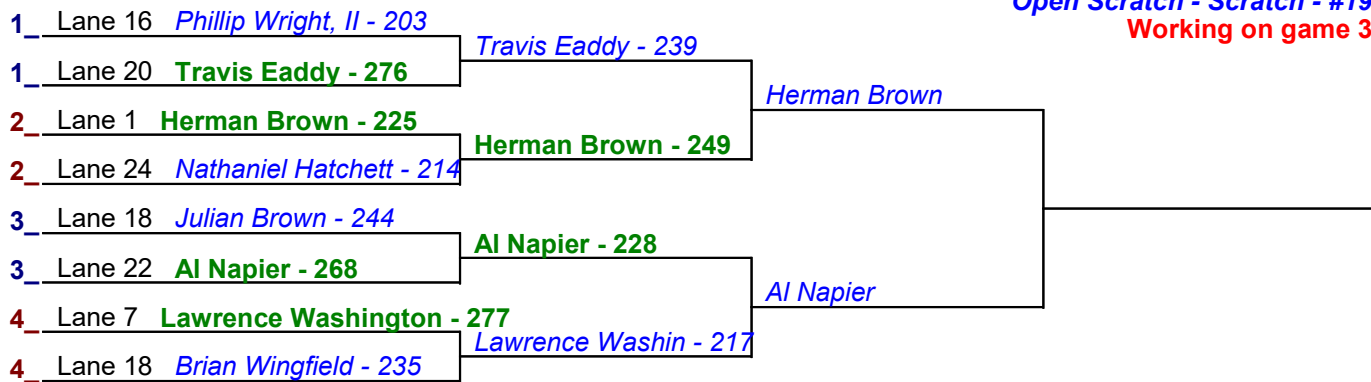 Open Scratch - Scratch - #19
Working on game 3
1_ Lane 16 Phillip Wright, II - 203
Travis Eaddy - 239
1_ Lane 20 Travis Eaddy - 276
Herman Brown
2_ Lane 1 Herman Brown - 225
Herman Brown - 249
2_ Lane 24 Nathaniel Hatchett - 214
3_ Lane 18 Julian Brown - 244
Al Napier - 228
3_ Lane 22 Al Napier - 268
Al Napier
4_ Lane 7 Lawrence Washington - 277
Lawrence Washin - 217
4_ Lane 18 Brian Wingfield - 235